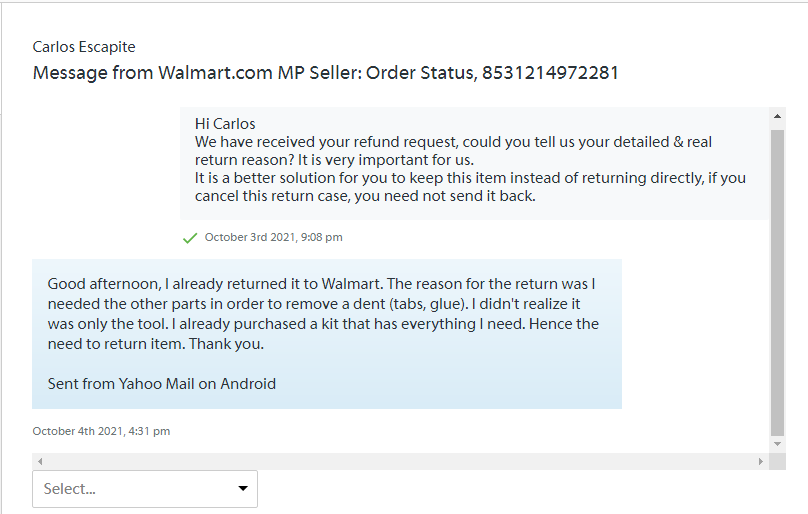 Carlos Escapite
Message from Walmart.com MP Seller: Order Status, 8531214972281
Hi Carlos
We have received your refund request, could you tell us your detailed & real
return reason? It is very important for us.
It is a better solution for you to keep this item instead of returning directly, if you
cancel this return case, you need not send it back.
October 3rd 2021, 9:08 pm
Good afternoon, I already returned it to Walmart. The reason for the return was I
needed the other parts in order to remove a dent (tabs, glue). I didn't realize it
was only the tool. I already purchased a kit that has everything I need. Hence the
need to return item. Thank you.
Sent from Yahoo Mail on Android
October 4th 2021, 4:31 pm
Select...